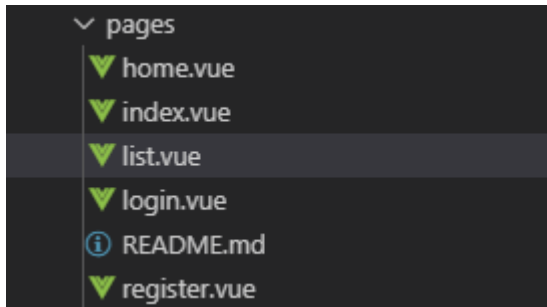 pages
home.vue
index.vue
list.vue
login.vue
README.md
register.vue